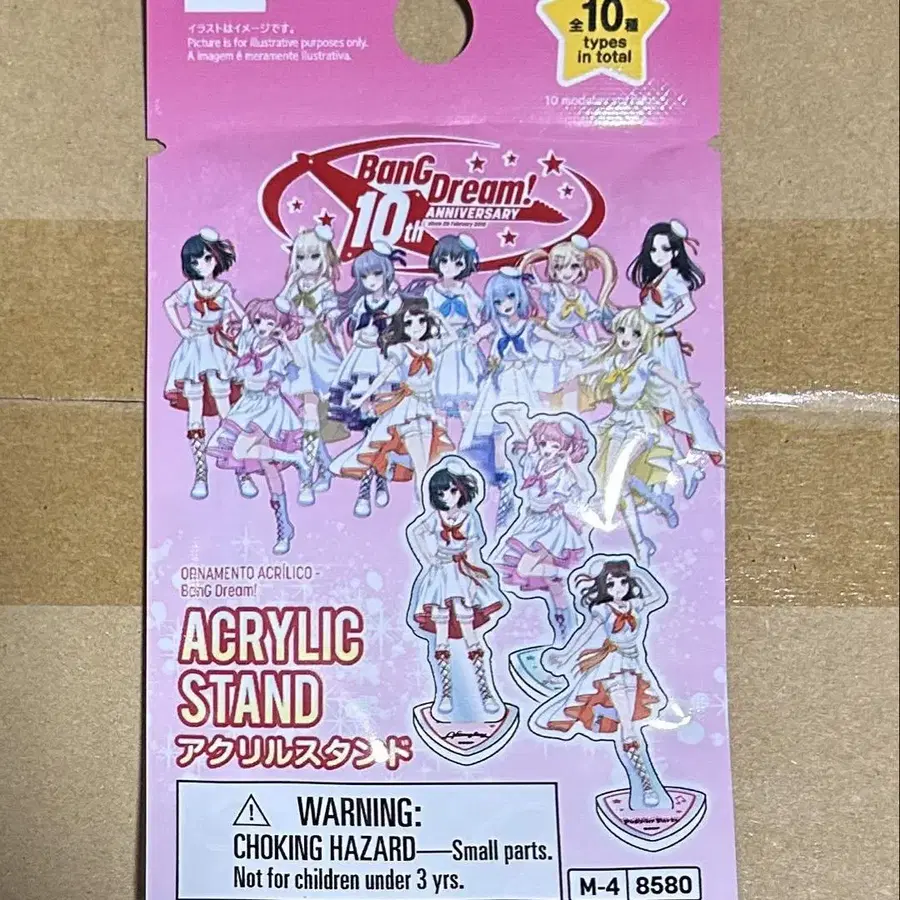 イラストはイメージです。
Picture is for illustrative purposes only.
A imagem é meramente ilustrativa.
全10種
types
in total
BanG
Dream!
10th
ANNIVERSARY
ORNAMENTO ACRÍLICO -
BanG Dream!
ACRYLIC
STAND
アクリルスタンド
⚠ WARNING:
CHOKING HAZARD—Small parts.
Not for children under 3 yrs.
M-4 8580